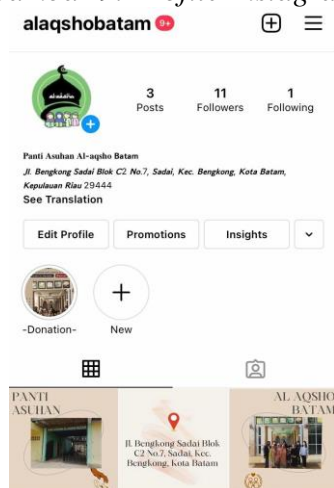 alaqshobatam 9+
3 11 1
Posts Followers Following
Panti Asuhan Al-aqsho Batam
Jl. Bengkong Sadai Blok C2 No.7, Sadai, Kec. Bengkong, Kota Batam,
Kepulauan Riau 29444
See Translation
Edit Profile Promotions Insights
-Donation- New
PANTI
ASUHAN
Jl. Bengkong Sadai Blok
C2 No.7, Sadai, Kec.
Bengkong, Kota Batam
AL AQSHO
BATAM